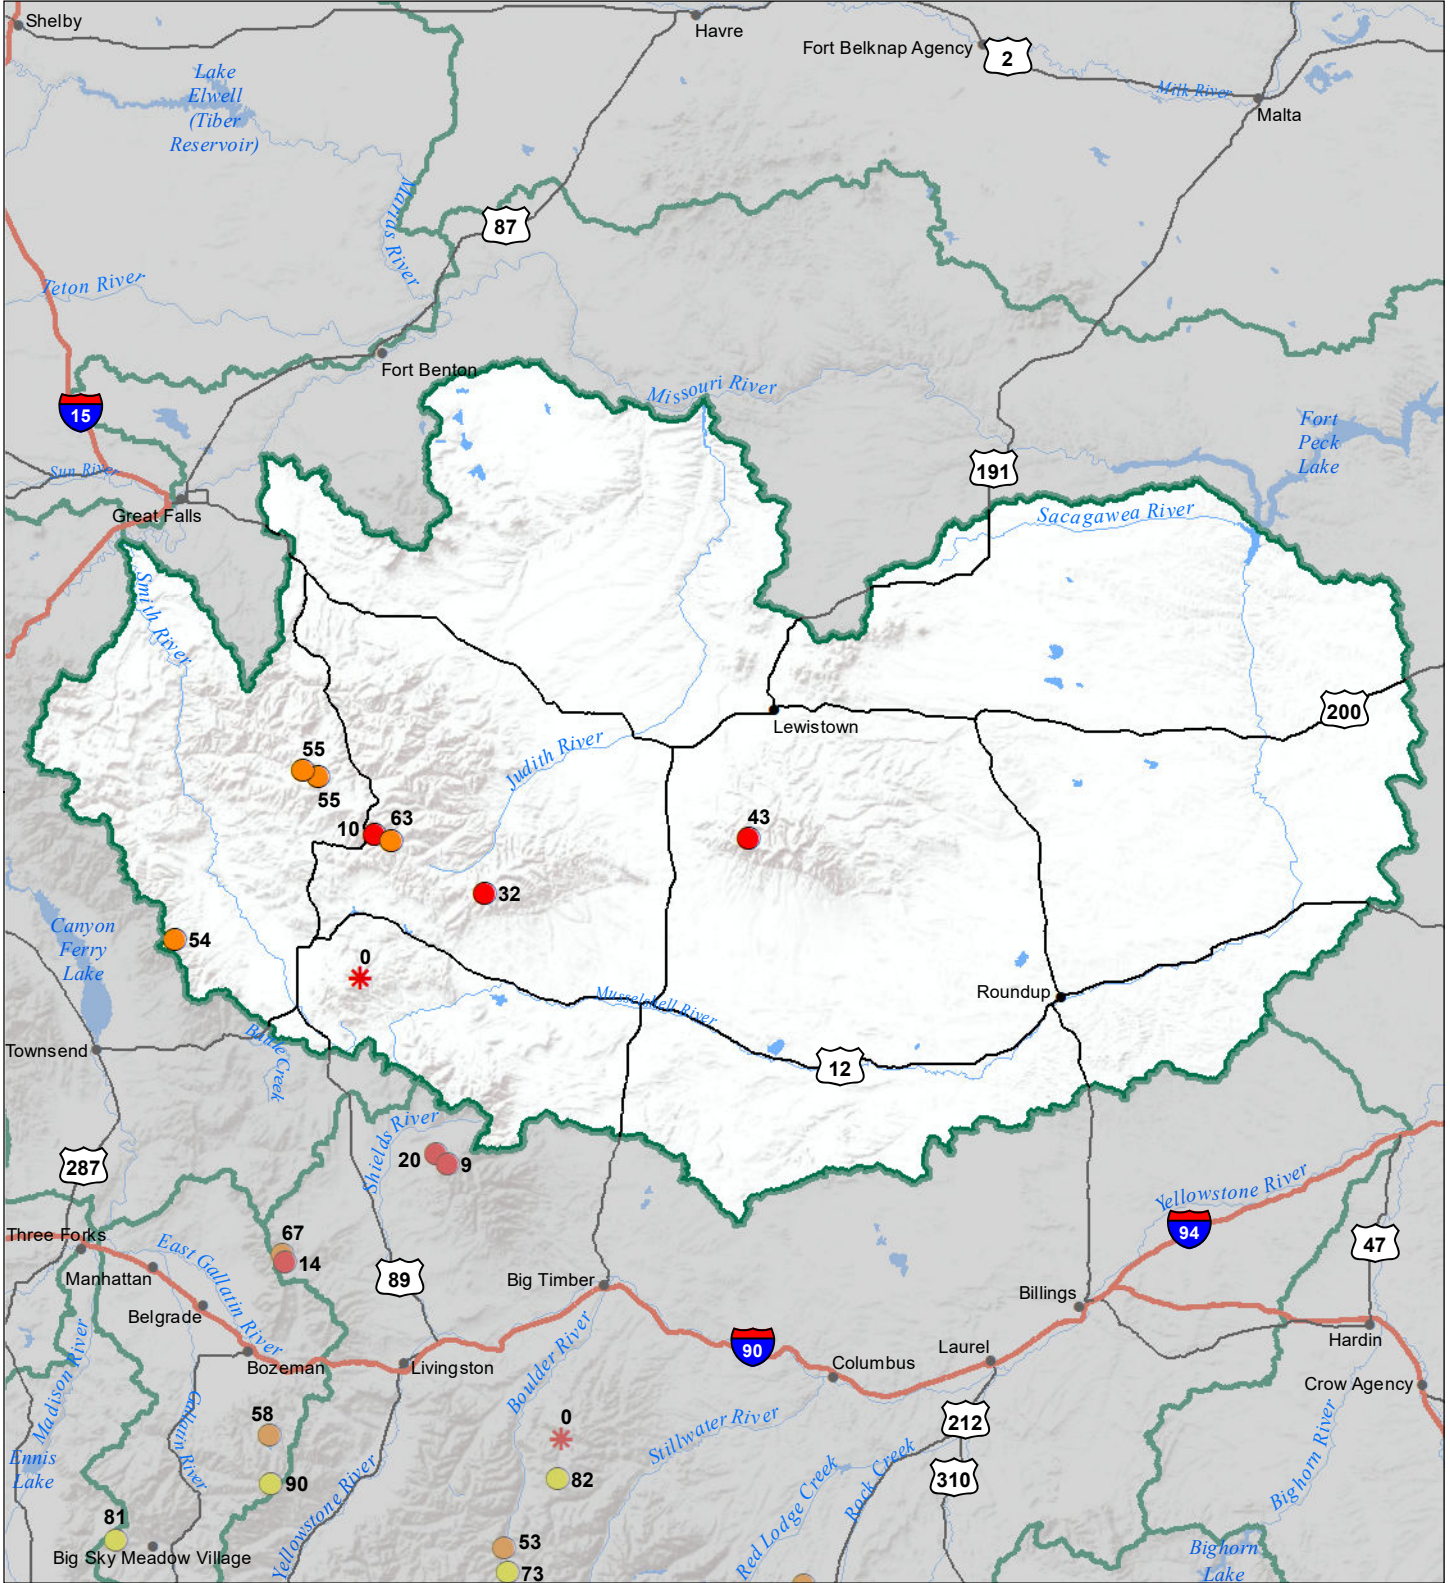 Shelby
Havre
Fort Belknap Agency
2
Lake
Elwell
(Tiber
Reservoir)
Milk River
Malta
Marias River
87
Teton River
Fort Benton
Missouri River
15
Fort
Peck
Lake
Sun River
191
Great Falls
Sacagawea River
Smith River
200
Lewistown
Judith River
55
55
10
63
43
32
Canyon
Ferry
Lake
54
0
Musselshell River
Roundup
Townsend
Battle Creek
12
Shields River
287
20
9
Yellowstone River
Three Forks
67
14
94
47
East Gallatin River
Manhattan
89
Big Timber
Billings
Belgrade
Hardin
90
Laurel
Bozeman
Livingston
Columbus
Crow Agency
Madison River
Gallatin River
Boulder River
58
0
Stillwater River
212
Ennis
Lake
90
82
Rock Creek
310
Bighorn River
81
Yellowstone River
Red Lodge Creek
53
Big Sky Meadow Village
73
Bighorn
Lake